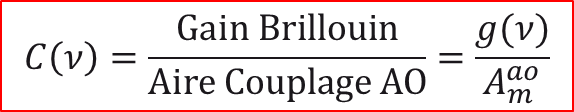 C(ν) = Gain Brillouin / Aire Couplage AO = g(ν) / A_m^{ao}